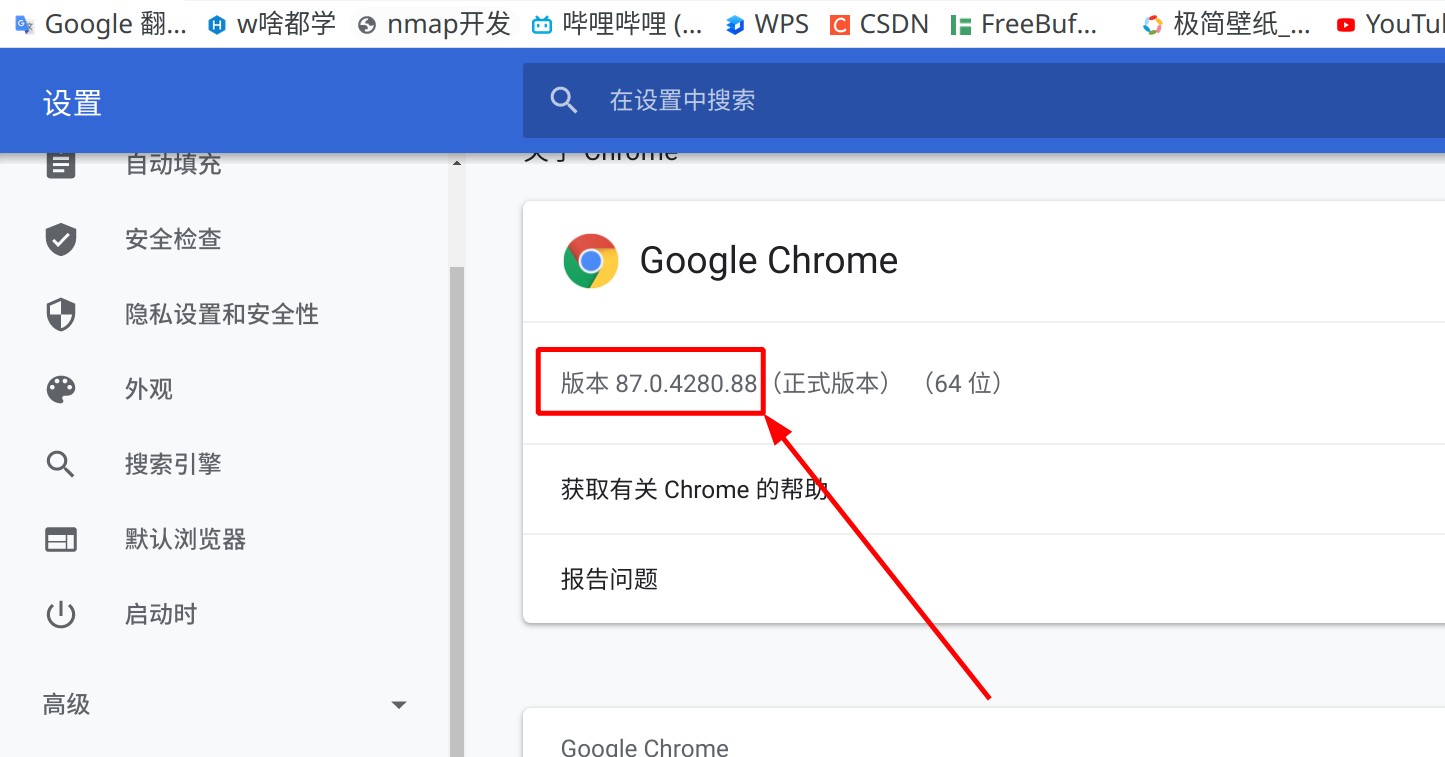 Google 翻... w啥都学 nmap开发 哔哩哔哩 (... WPS CSDN FreeBuf... 极简壁纸_...
设置
在设置中搜索
自动填充
安全检查
隐私设置和安全性
外观
搜索引擎
默认浏览器
启动时
高级
关于 Chrome
Google Chrome
版本 87.0.4280.88（正式版本） （64 位）
获取有关 Chrome 的帮助
报告问题
Google Chrome